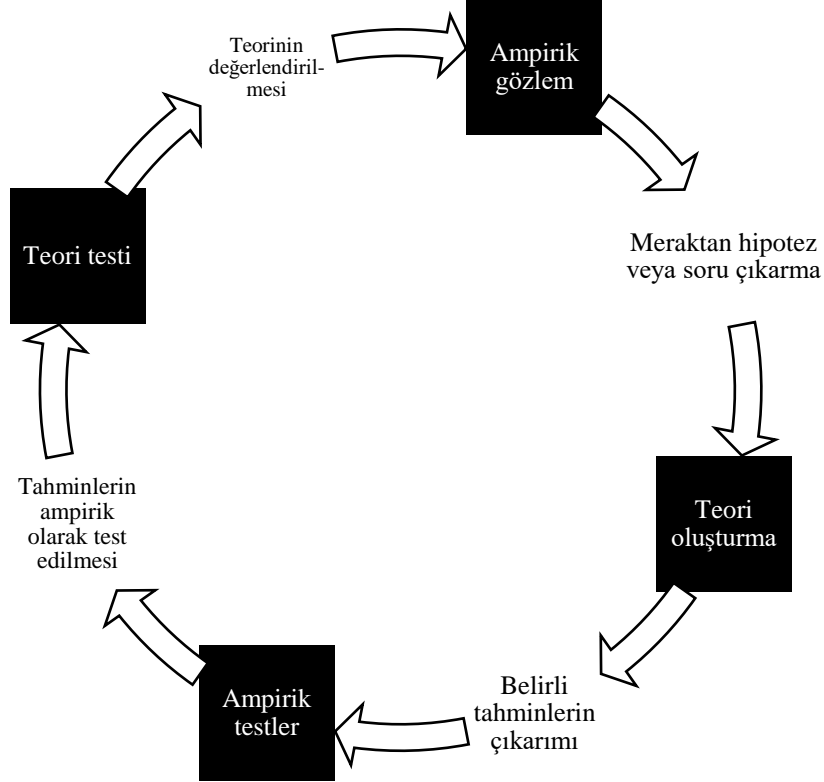 Ampirik
gözlem
Meraktan hipotez
veya soru çıkarma
Teori
oluşturma
Belirli
tahminlerin
çıkarımı
Ampirik
testler
Tahminlerin
ampirik
olarak test
edilmesi
Teori testi
Teorinin
değerlendiril-
mesi